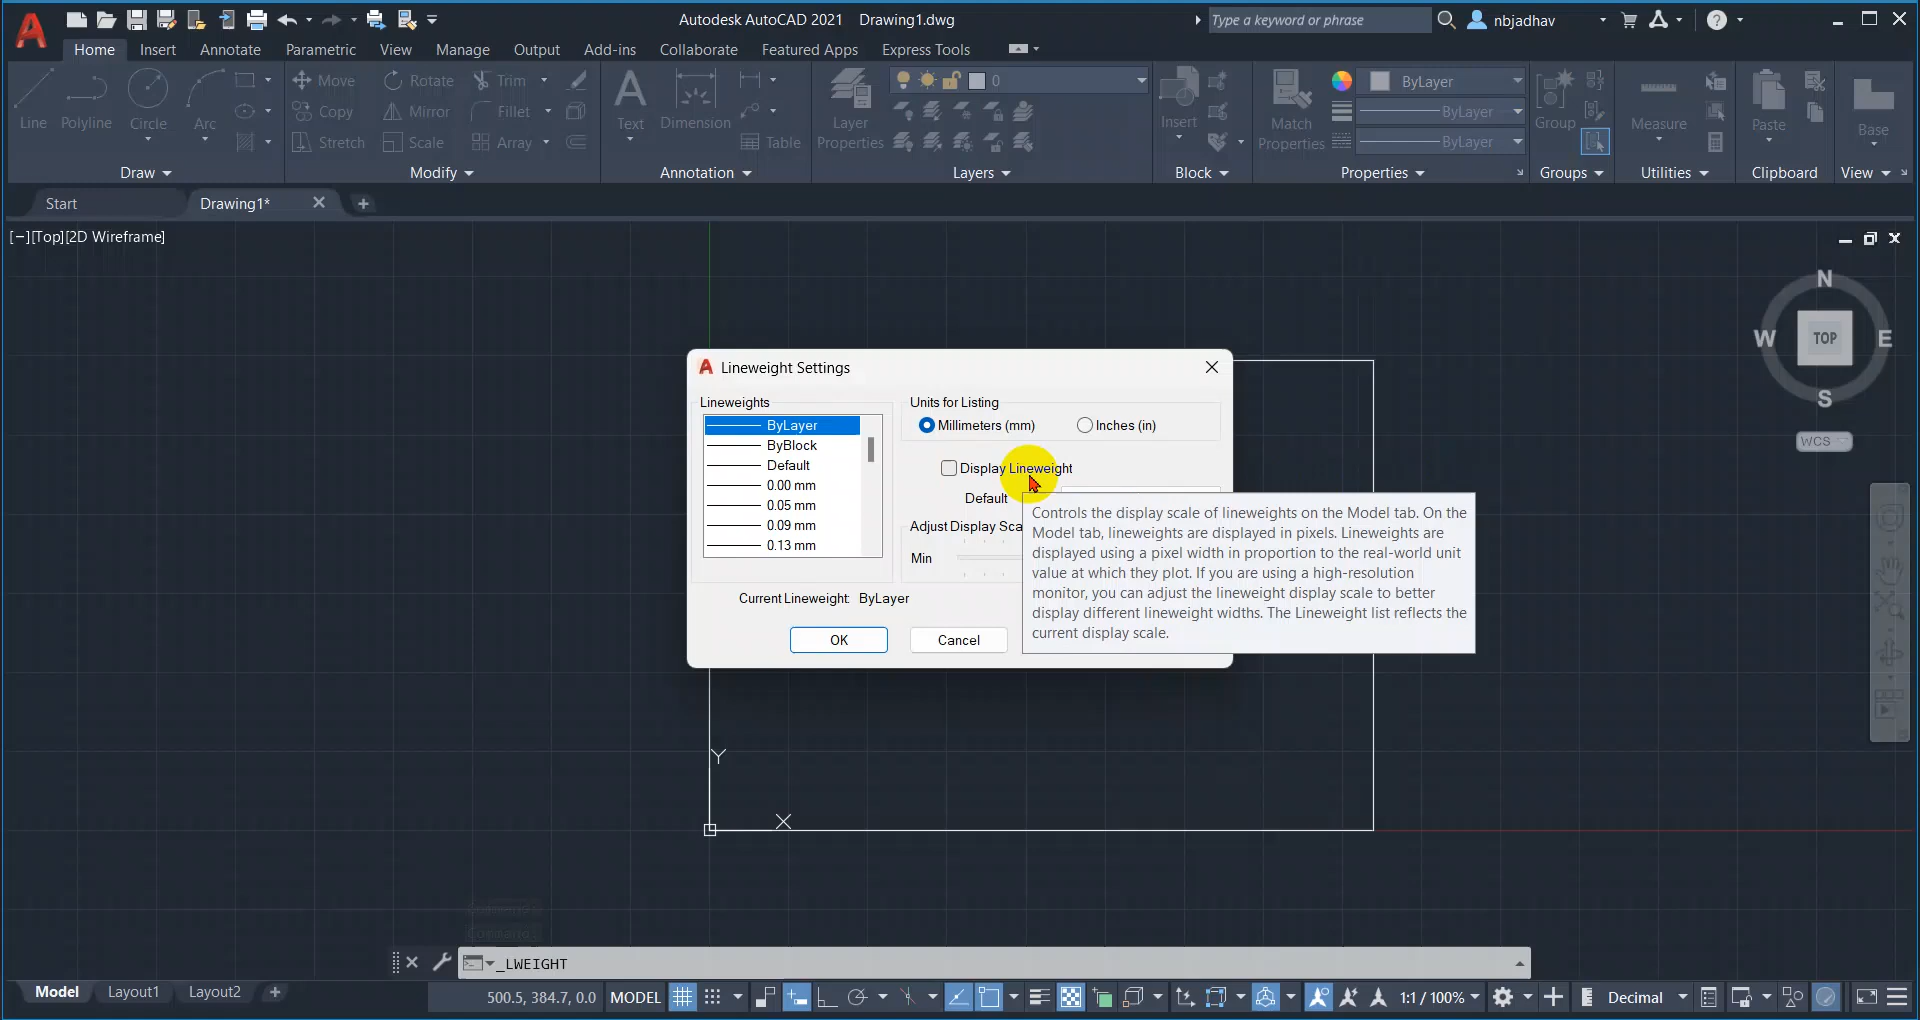 Autodesk AutoCAD 2021 Drawing1.dwg
Type a keyword or phrase
nbjadhav
Home Insert Annotate Parametric View Manage Output Add-ins Collaborate Featured Apps Express Tools
Line Polyline Circle Arc
Move Rotate Trim
Copy Mirror Fillet
Stretch Scale Array
Text Dimension Table
Layer Properties
0
Insert
Match Properties
ByLayer
ByLayer
ByLayer
Group
Measure
Paste
Base
Draw Modify Annotation Layers Block Properties Groups Utilities Clipboard View
Start Drawing1*
[−][Top][2D Wireframe]
N
W TOP E
S
WCS
Lineweight Settings
Lineweights
ByLayer
ByBlock
Default
0.00 mm
0.05 mm
0.09 mm
0.13 mm
Units for Listing
Millimeters (mm) Inches (in)
Display Lineweight
Default
Adjust Display Sca
Min
Current Lineweight: ByLayer
OK Cancel
Controls the display scale of lineweights on the Model tab. On the
Model tab, lineweights are displayed in pixels. Lineweights are
displayed using a pixel width in proportion to the real-world unit
value at which they plot. If you are using a high-resolution
monitor, you can adjust the lineweight display scale to better
display different lineweight widths. The Lineweight list reflects the
current display scale.
Y
X
_LWEIGHT
Model Layout1 Layout2
500.5, 384.7, 0.0 MODEL 1:1 / 100% Decimal